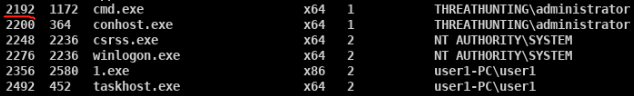 2192 1172 cmd.exe x64 1 THREATHUNTING\administrator
2200 364 conhost.exe x64 1 THREATHUNTING\administrator
2248 2236 csrss.exe x64 2 NT AUTHORITY\SYSTEM
2276 2236 winlogon.exe x64 2 NT AUTHORITY\SYSTEM
2356 2580 1.exe x86 2 user1-PC\user1
2492 452 taskhost.exe x64 2 user1-PC\user1